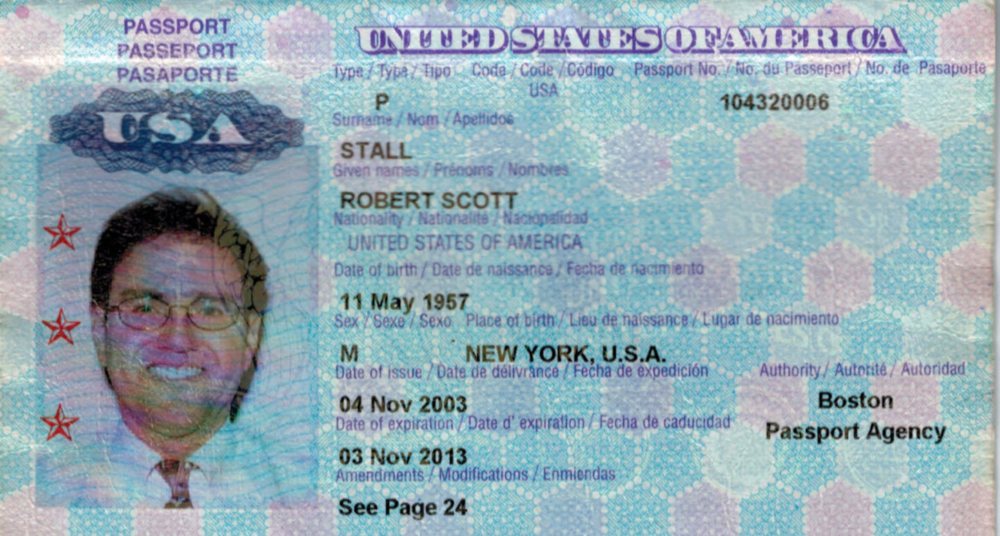 PASSPORT
PASSEPORT
PASAPORTE
USA
UNITED STATES OF AMERICA
Type / Type / Tipo Code / Code / Código Passport No. / No. du Passeport / No. de Pasaporte
P USA 104320006
Surname / Nom / Apellidos
STALL
Given names / Prénoms / Nombres
ROBERT SCOTT
Nationality / Nationalité / Nacionalidad
UNITED STATES OF AMERICA
Date of birth / Date de naissance / Fecha de nacimiento
11 May 1957
Sex / Sexe / Sexo Place of birth / Lieu de naissance / Lugar de nacimiento
M NEW YORK, U.S.A.
Date of issue / Date de délivrance / Fecha de expedición Authority / Autorité / Autoridad
04 Nov 2003 Boston
Date of expiration / Date d' expiration / Fecha de caducidad Passport Agency
03 Nov 2013
Amendments / Modifications / Enmiendas
See Page 24